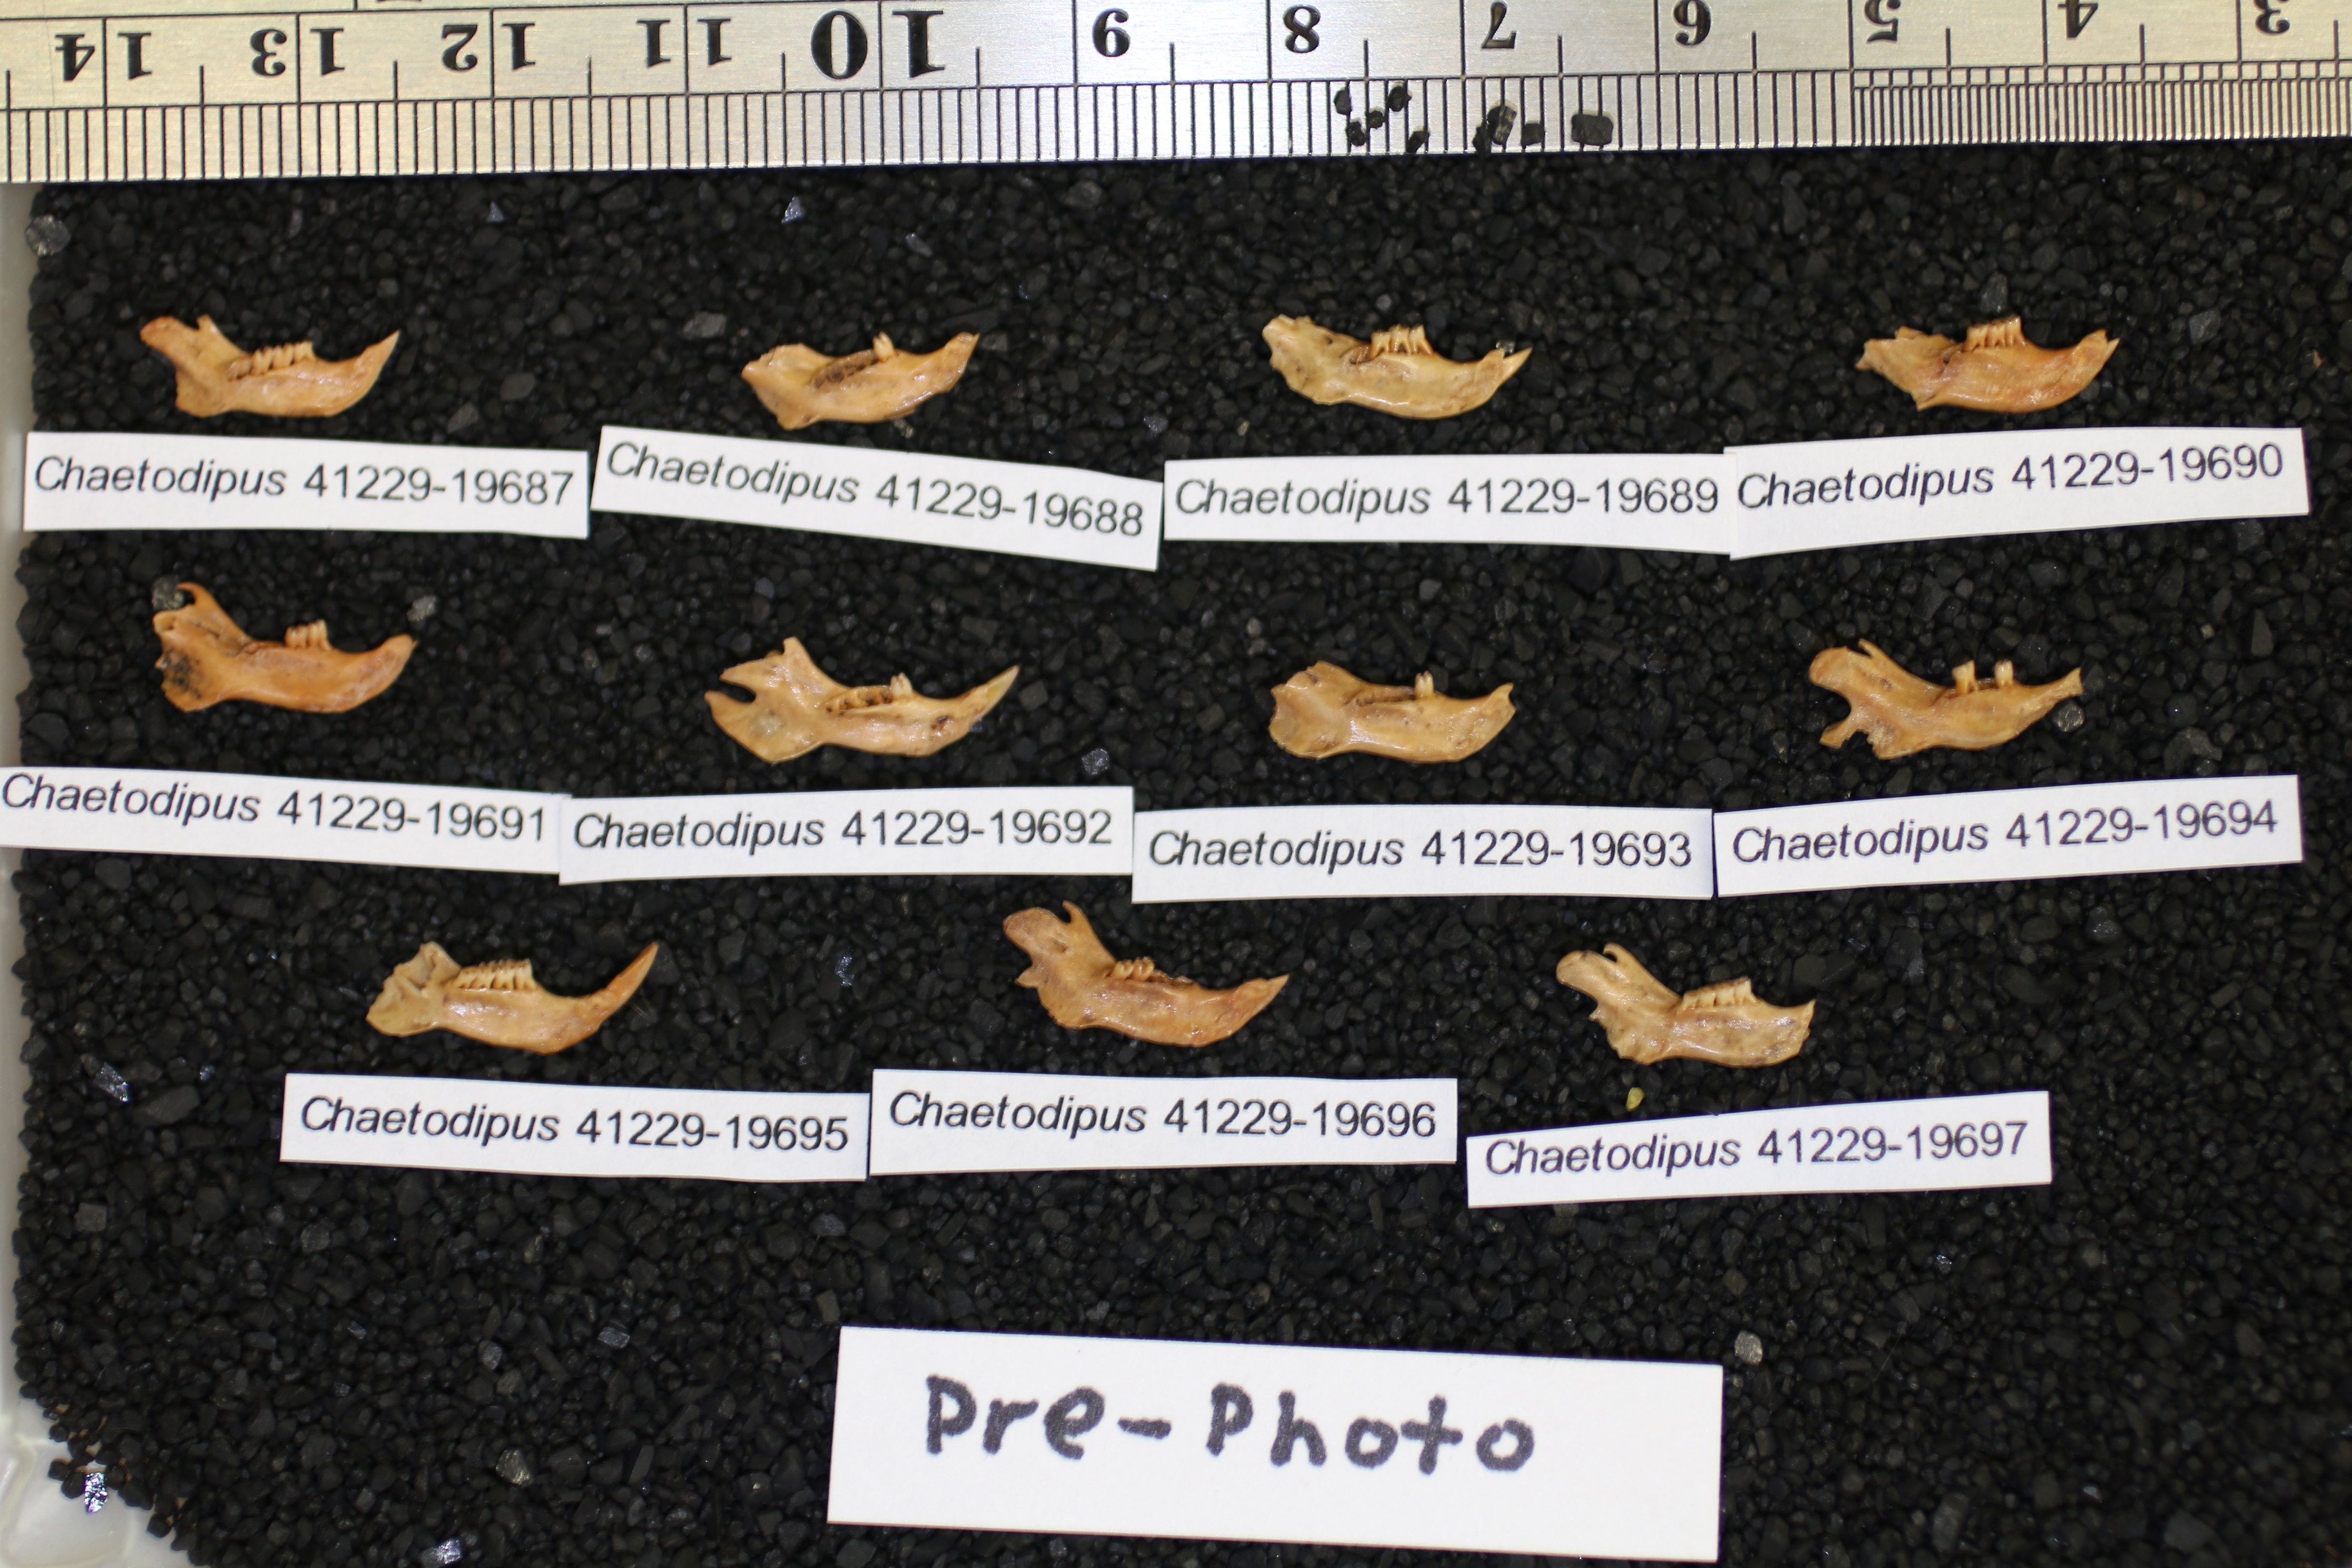 14 13 12 11 10 9 8 7 6 5 4 3
Chaetodipus 41229-19687
Chaetodipus 41229-19688
Chaetodipus 41229-19689
Chaetodipus 41229-19690
Chaetodipus 41229-19691
Chaetodipus 41229-19692
Chaetodipus 41229-19693
Chaetodipus 41229-19694
Chaetodipus 41229-19695
Chaetodipus 41229-19696
Chaetodipus 41229-19697
Pre-Photo